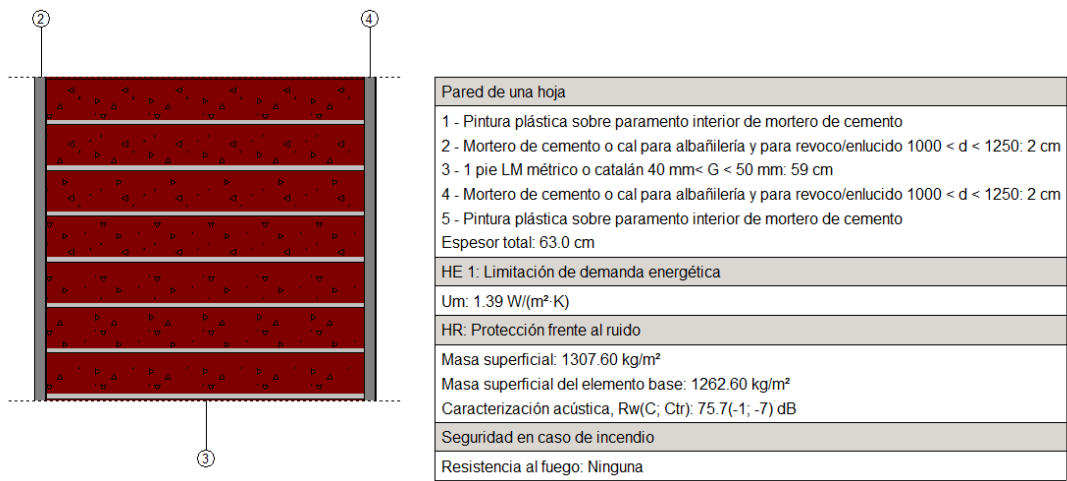 2
4
3
Pared de una hoja
1 - Pintura plástica sobre paramento interior de mortero de cemento
2 - Mortero de cemento o cal para albañilería y para revoco/enlucido 1000 < d < 1250: 2 cm
3 - 1 pie LM métrico o catalán 40 mm< G < 50 mm: 59 cm
4 - Mortero de cemento o cal para albañilería y para revoco/enlucido 1000 < d < 1250: 2 cm
5 - Pintura plástica sobre paramento interior de mortero de cemento
Espesor total: 63.0 cm
HE 1: Limitación de demanda energética
Um: 1.39 W/(m²·K)
HR: Protección frente al ruido
Masa superficial: 1307.60 kg/m²
Masa superficial del elemento base: 1262.60 kg/m²
Caracterización acústica, Rw(C; Ctr): 75.7(-1; -7) dB
Seguridad en caso de incendio
Resistencia al fuego: Ninguna